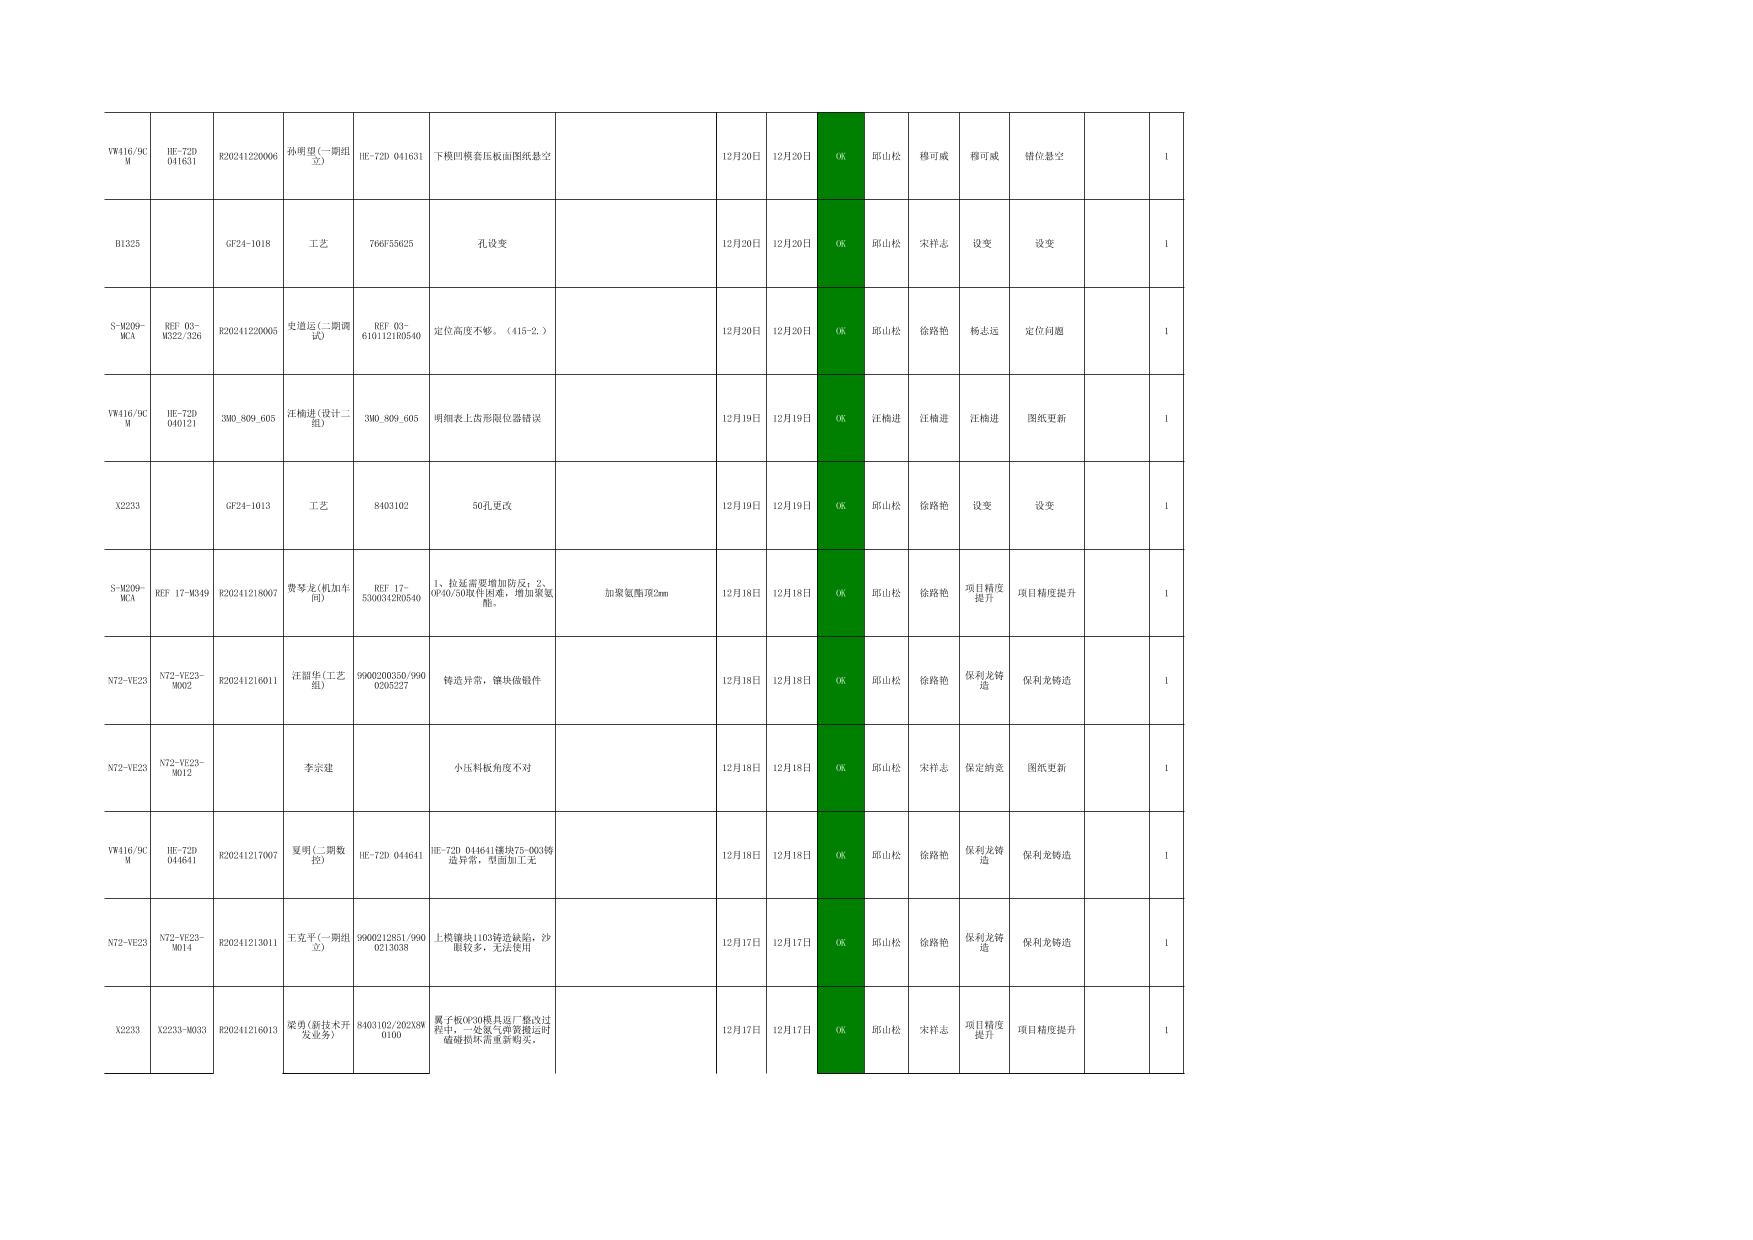 VW416/9C
M
HE-72D
041631
R20241220006
孙明望(一期组
立)
HE-72D 041631
下模凹模套压板面图纸悬空
12月20日
12月20日
OK
邱山松
穆可威
穆可威
错位悬空
1
B1325
GF24-1018
工艺
766F55625
孔设变
12月20日
12月20日
OK
邱山松
宋祥志
设变
设变
1
S-M209-
MCA
REF 03-
M322/326
R20241220005
史道运(二期调
试)
REF 03-
6101121R0540
定位高度不够。（415-2.）
12月20日
12月20日
OK
邱山松
徐路艳
杨志远
定位问题
1
VW416/9C
M
HE-72D
040121
3M0_809_605
汪楠进(设计二
组)
3M0_809_605
明细表上齿形限位器错误
12月19日
12月19日
OK
汪楠进
汪楠进
汪楠进
图纸更新
1
X2233
GF24-1013
工艺
8403102
50孔更改
12月19日
12月19日
OK
邱山松
徐路艳
设变
设变
1
S-M209-
MCA
REF 17-M349
R20241218007
费琴龙(机加车
间)
REF 17-
5300342R0540
1、拉延需要增加防反；2、
OP40/50取件困难，增加聚氨
酯。
加聚氨酯顶2mm
12月18日
12月18日
OK
邱山松
徐路艳
项目精度
提升
项目精度提升
1
N72-VE23
N72-VE23-
M002
R20241216011
汪韶华(工艺
组)
9900200350/990
0205227
铸造异常，镶块做锻件
12月18日
12月18日
OK
邱山松
徐路艳
保利龙铸
造
保利龙铸造
1
N72-VE23
N72-VE23-
M012
李宗建
小压料板角度不对
12月18日
12月18日
OK
邱山松
宋祥志
保定纳竞
图纸更新
1
VW416/9C
M
HE-72D
044641
R20241217007
夏明(二期数
控)
HE-72D 044641
HE-72D 044641镶块75-003铸
造异常，型面加工无
12月18日
12月18日
OK
邱山松
徐路艳
保利龙铸
造
保利龙铸造
1
N72-VE23
N72-VE23-
M014
R20241213011
王克平(一期组
立)
9900212851/990
0213038
上模镶块1103铸造缺陷，沙
眼较多，无法使用
12月17日
12月17日
OK
邱山松
徐路艳
保利龙铸
造
保利龙铸造
1
X2233
X2233-M033
R20241216013
梁勇(新技术开
发业务)
8403102/202X8W
0100
翼子板OP30模具返厂整改过
程中，一处氮气弹簧搬运时
磕碰损坏需重新购买。
12月17日
12月17日
OK
邱山松
宋祥志
项目精度
提升
项目精度提升
1